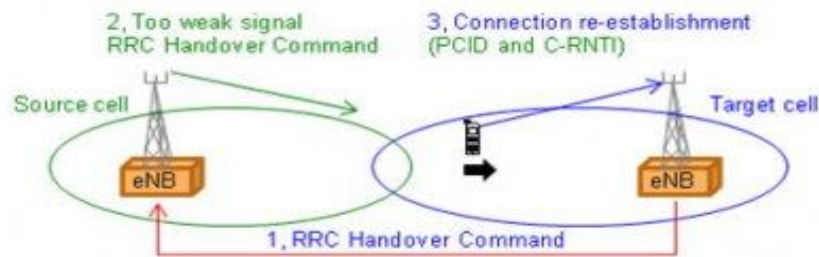 2, Too weak signal
RRC Handover Command
3, Connection re-establishment
(PCID and C-RNTI)
Source cell
Target cell
eNB
eNB
1, RRC Handover Command